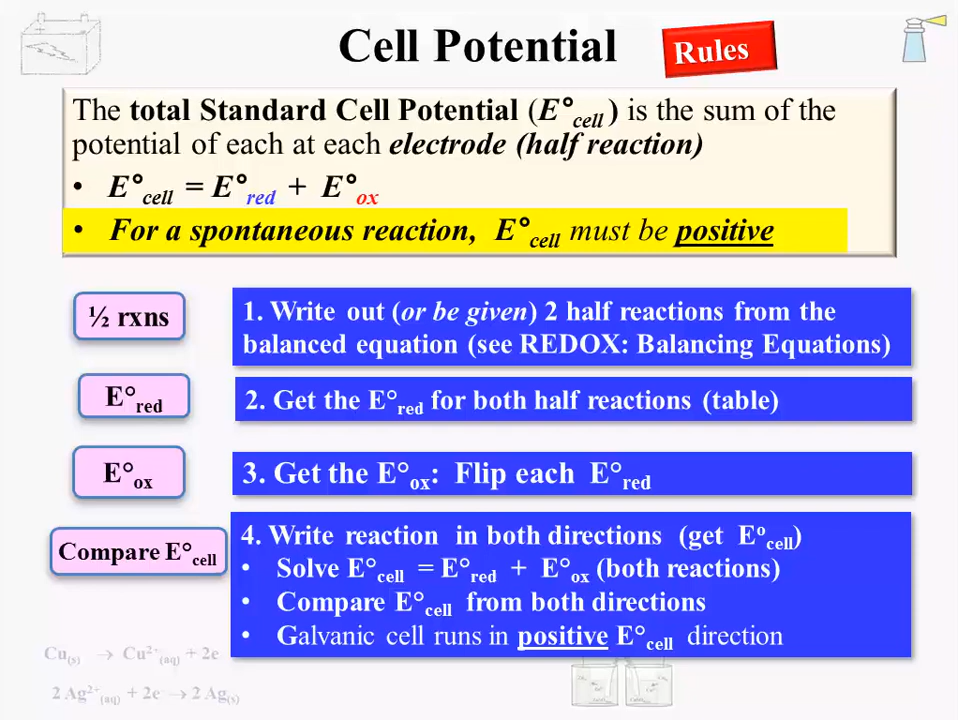 Cell Potential
Rules
The total Standard Cell Potential (E°cell ) is the sum of the
potential of each at each electrode (half reaction)
• E°cell = E°red + E°ox
• For a spontaneous reaction, E°cell must be positive
½ rxns
1. Write out (or be given) 2 half reactions from the
balanced equation (see REDOX: Balancing Equations)
E°red
2. Get the E°red for both half reactions (table)
E°ox
3. Get the E°ox: Flip each E°red
Compare E°cell
4. Write reaction in both directions (get Eºcell)
• Solve E°cell = E°red + E°ox (both reactions)
• Compare E°cell from both directions
• Galvanic cell runs in positive E°cell direction
Cu(s) → Cu²⁺(aq) + 2e
2 Ag²⁺(aq) + 2e → 2 Ag(s)